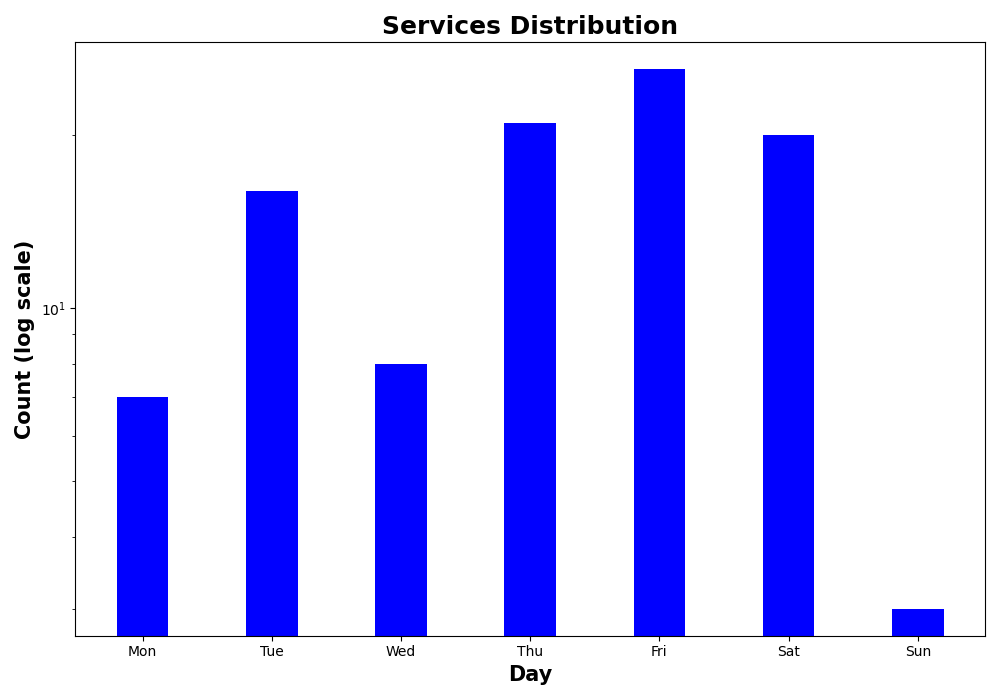 Services Distribution
Count (log scale)
10¹
Mon Tue Wed Thu Fri Sat Sun
Day